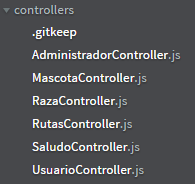 controllers
.gitkeep
AdministradorController.js
MascotaController.js
RazaController.js
RutasController.js
SaludoController.js
UsuarioController.js